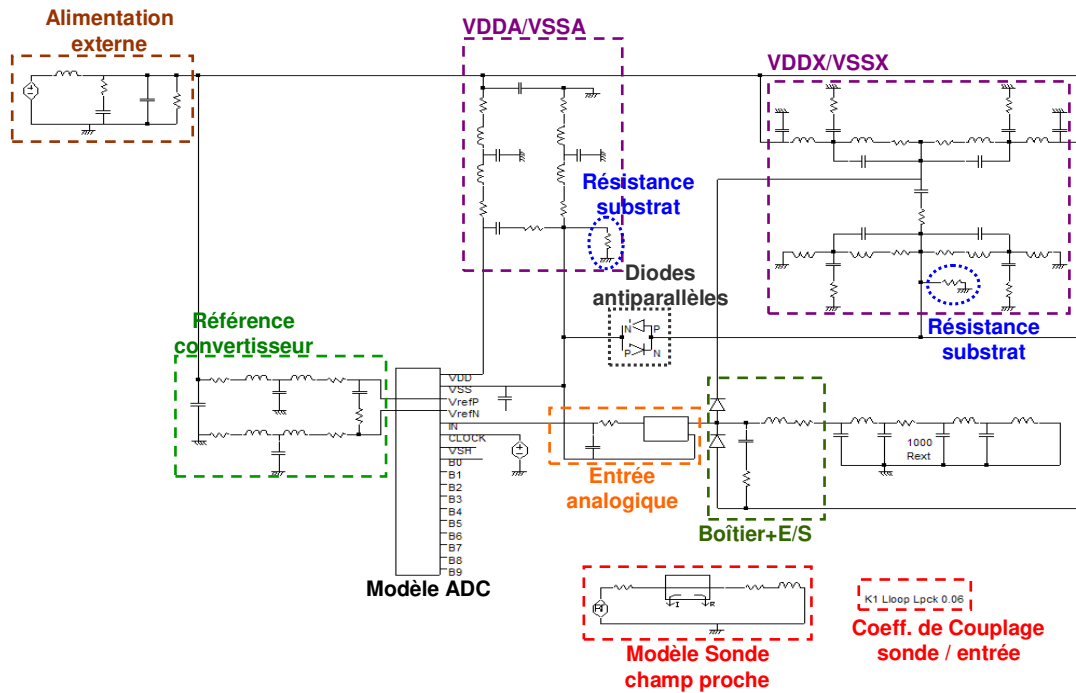 Alimentation
externe
VDDA/VSSA
VDDX/VSSX
Résistance
substrat
Diodes
antiparallèles
N P
P N
Résistance
substrat
Référence
convertisseur
VDD
VSS
VrefP
VrefN
IN
CLOCK
VSH
B0
B1
B2
B3
B4
B5
B6
B7
B8
B9
Modèle ADC
Entrée
analogique
Boîtier+E/S
1000
Rext
I R
Modèle Sonde
champ proche
K1 Lloop Lpck 0.06
Coeff. de Couplage
sonde / entrée